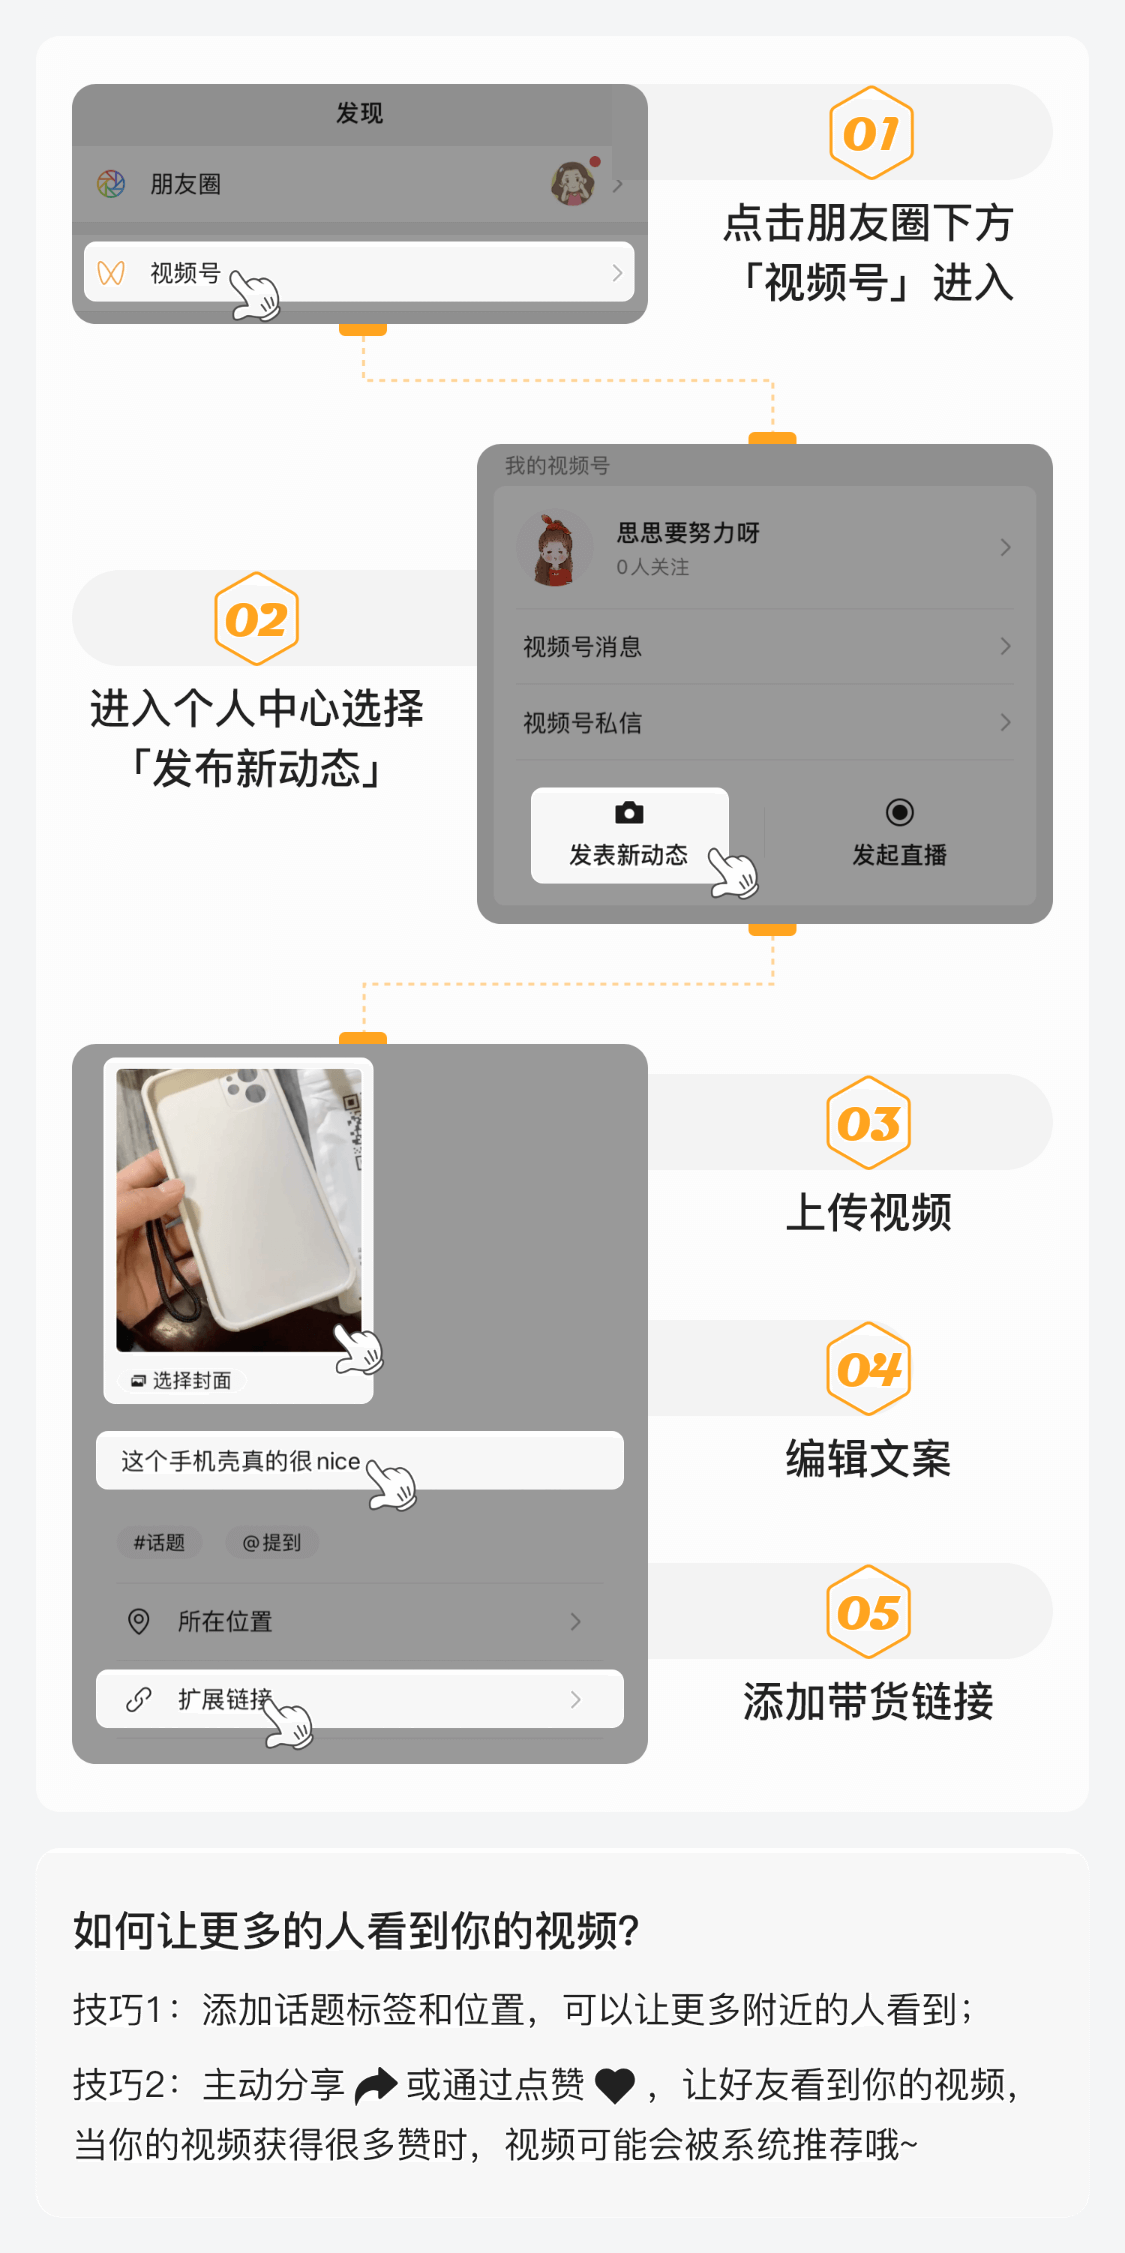 发现
朋友圈
视频号
01
点击朋友圈下方
「视频号」进入
我的视频号
思思要努力呀
0人关注
视频号消息
视频号私信
发表新动态
发起直播
02
进入个人中心选择
「发布新动态」
选择封面
03
上传视频
这个手机壳真的很nice
04
编辑文案
#话题 @提到
所在位置
扩展链接
05
添加带货链接
如何让更多的人看到你的视频?
技巧1：添加话题标签和位置，可以让更多附近的人看到；
技巧2：主动分享或通过点赞，让好友看到你的视频，
当你的视频获得很多赞时，视频可能会被系统推荐哦~